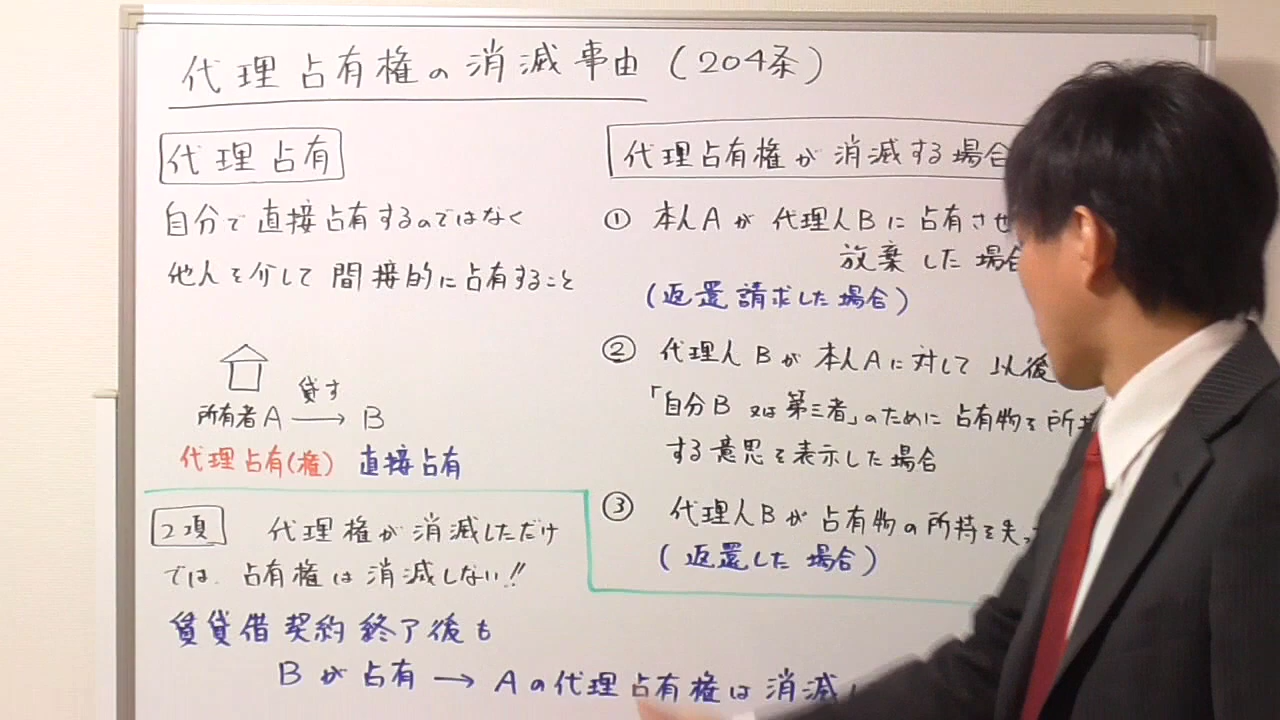 代理占有権の消滅事由(204条)
代理占有
自分で直接占有するのではなく
他人を介して間接的に占有すること
貸す
所有者A → B
代理占有(権) 直接占有
2項 代理権が消滅しただけ
では、占有権は消滅しない!!
賃貸借契約終了後も
Bが占有 → Aの代理占有権は消滅
代理占有権が消滅する場合
① 本人Aが代理人Bに占有させ
放棄した場合
(返還請求した場合)
② 代理人Bが本人Aに対して以後
「自分B又は第三者」のために占有物を所持
する意思を表示した場合
③ 代理人Bが占有物の所持を失っ
(返還した場合)